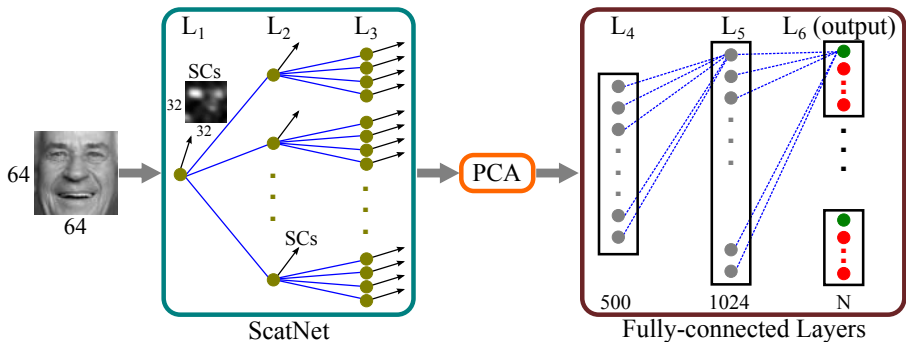 L1 L2 L3
SCs
32
32
64
64
SCs
ScatNet
PCA
L4 L5 L6 (output)
500 1024 N
Fully-connected Layers